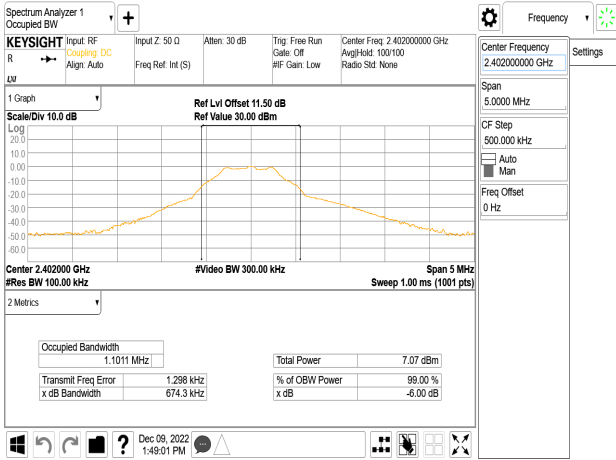 Spectrum Analyzer 1
Occupied BW
Frequency
KEYSIGHT
R
LXI
Input: RF
Coupling: DC
Align: Auto
Input Z: 50 Ω
Freq Ref: Int (S)
Atten: 30 dB
Trig: Free Run
Gate: Off
#IF Gain: Low
Center Freq: 2.402000000 GHz
Avg|Hold: 100/100
Radio Std: None
Center Frequency
2.402000000 GHz
Settings
Span
5.0000 MHz
CF Step
500.000 kHz
Auto
Man
Freq Offset
0 Hz
1 Graph
Scale/Div 10.0 dB
Ref Lvl Offset 11.50 dB
Ref Value 30.00 dBm
Log
20.0
10.0
0.00
-10.0
-20.0
-30.0
-40.0
-50.0
-60.0
Center 2.402000 GHz
#Res BW 100.00 kHz
#Video BW 300.00 kHz
Span 5 MHz
Sweep 1.00 ms (1001 pts)
2 Metrics
Occupied Bandwidth
1.1011 MHz
Total Power 7.07 dBm
Transmit Freq Error 1.298 kHz
% of OBW Power 99.00 %
x dB Bandwidth 674.3 kHz
x dB -6.00 dB
Dec 09, 2022
1:49:01 PM